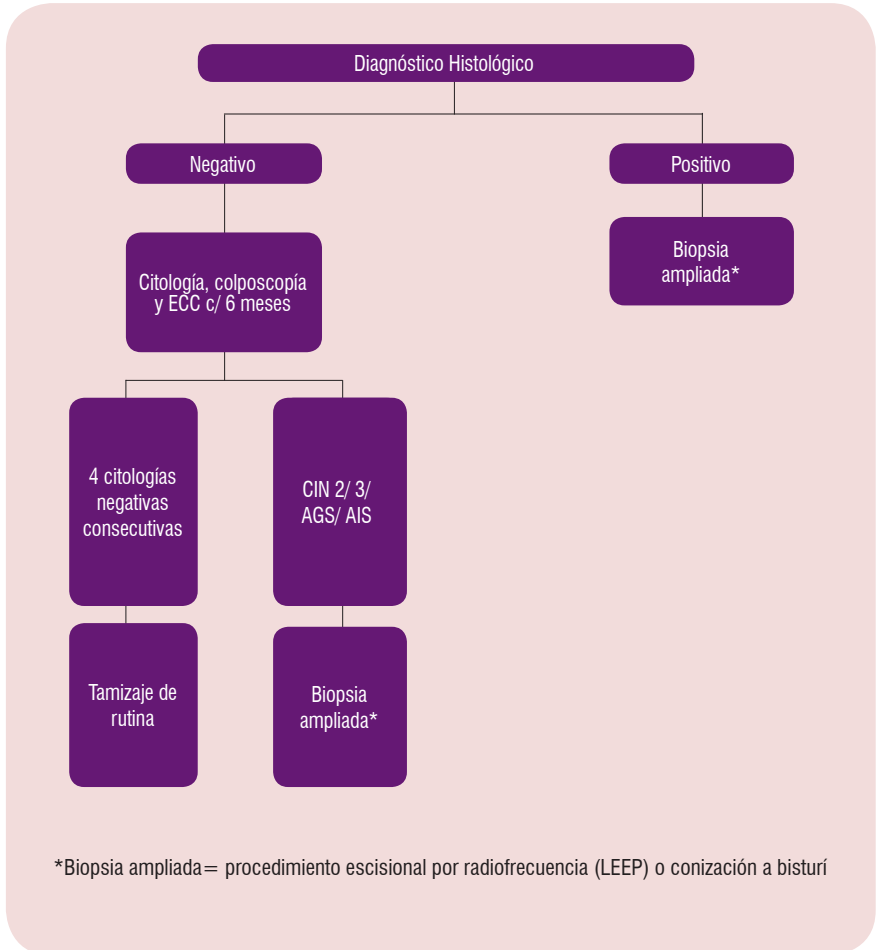 Diagnóstico Histológico
Negativo
Positivo
Citología, colposcopía
y ECC c/ 6 meses
Biopsia
ampliada*
4 citologías
negativas
consecutivas
CIN 2/ 3/
AGS/ AIS
Tamizaje de
rutina
Biopsia
ampliada*
*Biopsia ampliada= procedimiento escisional por radiofrecuencia (LEEP) o conización a bisturí